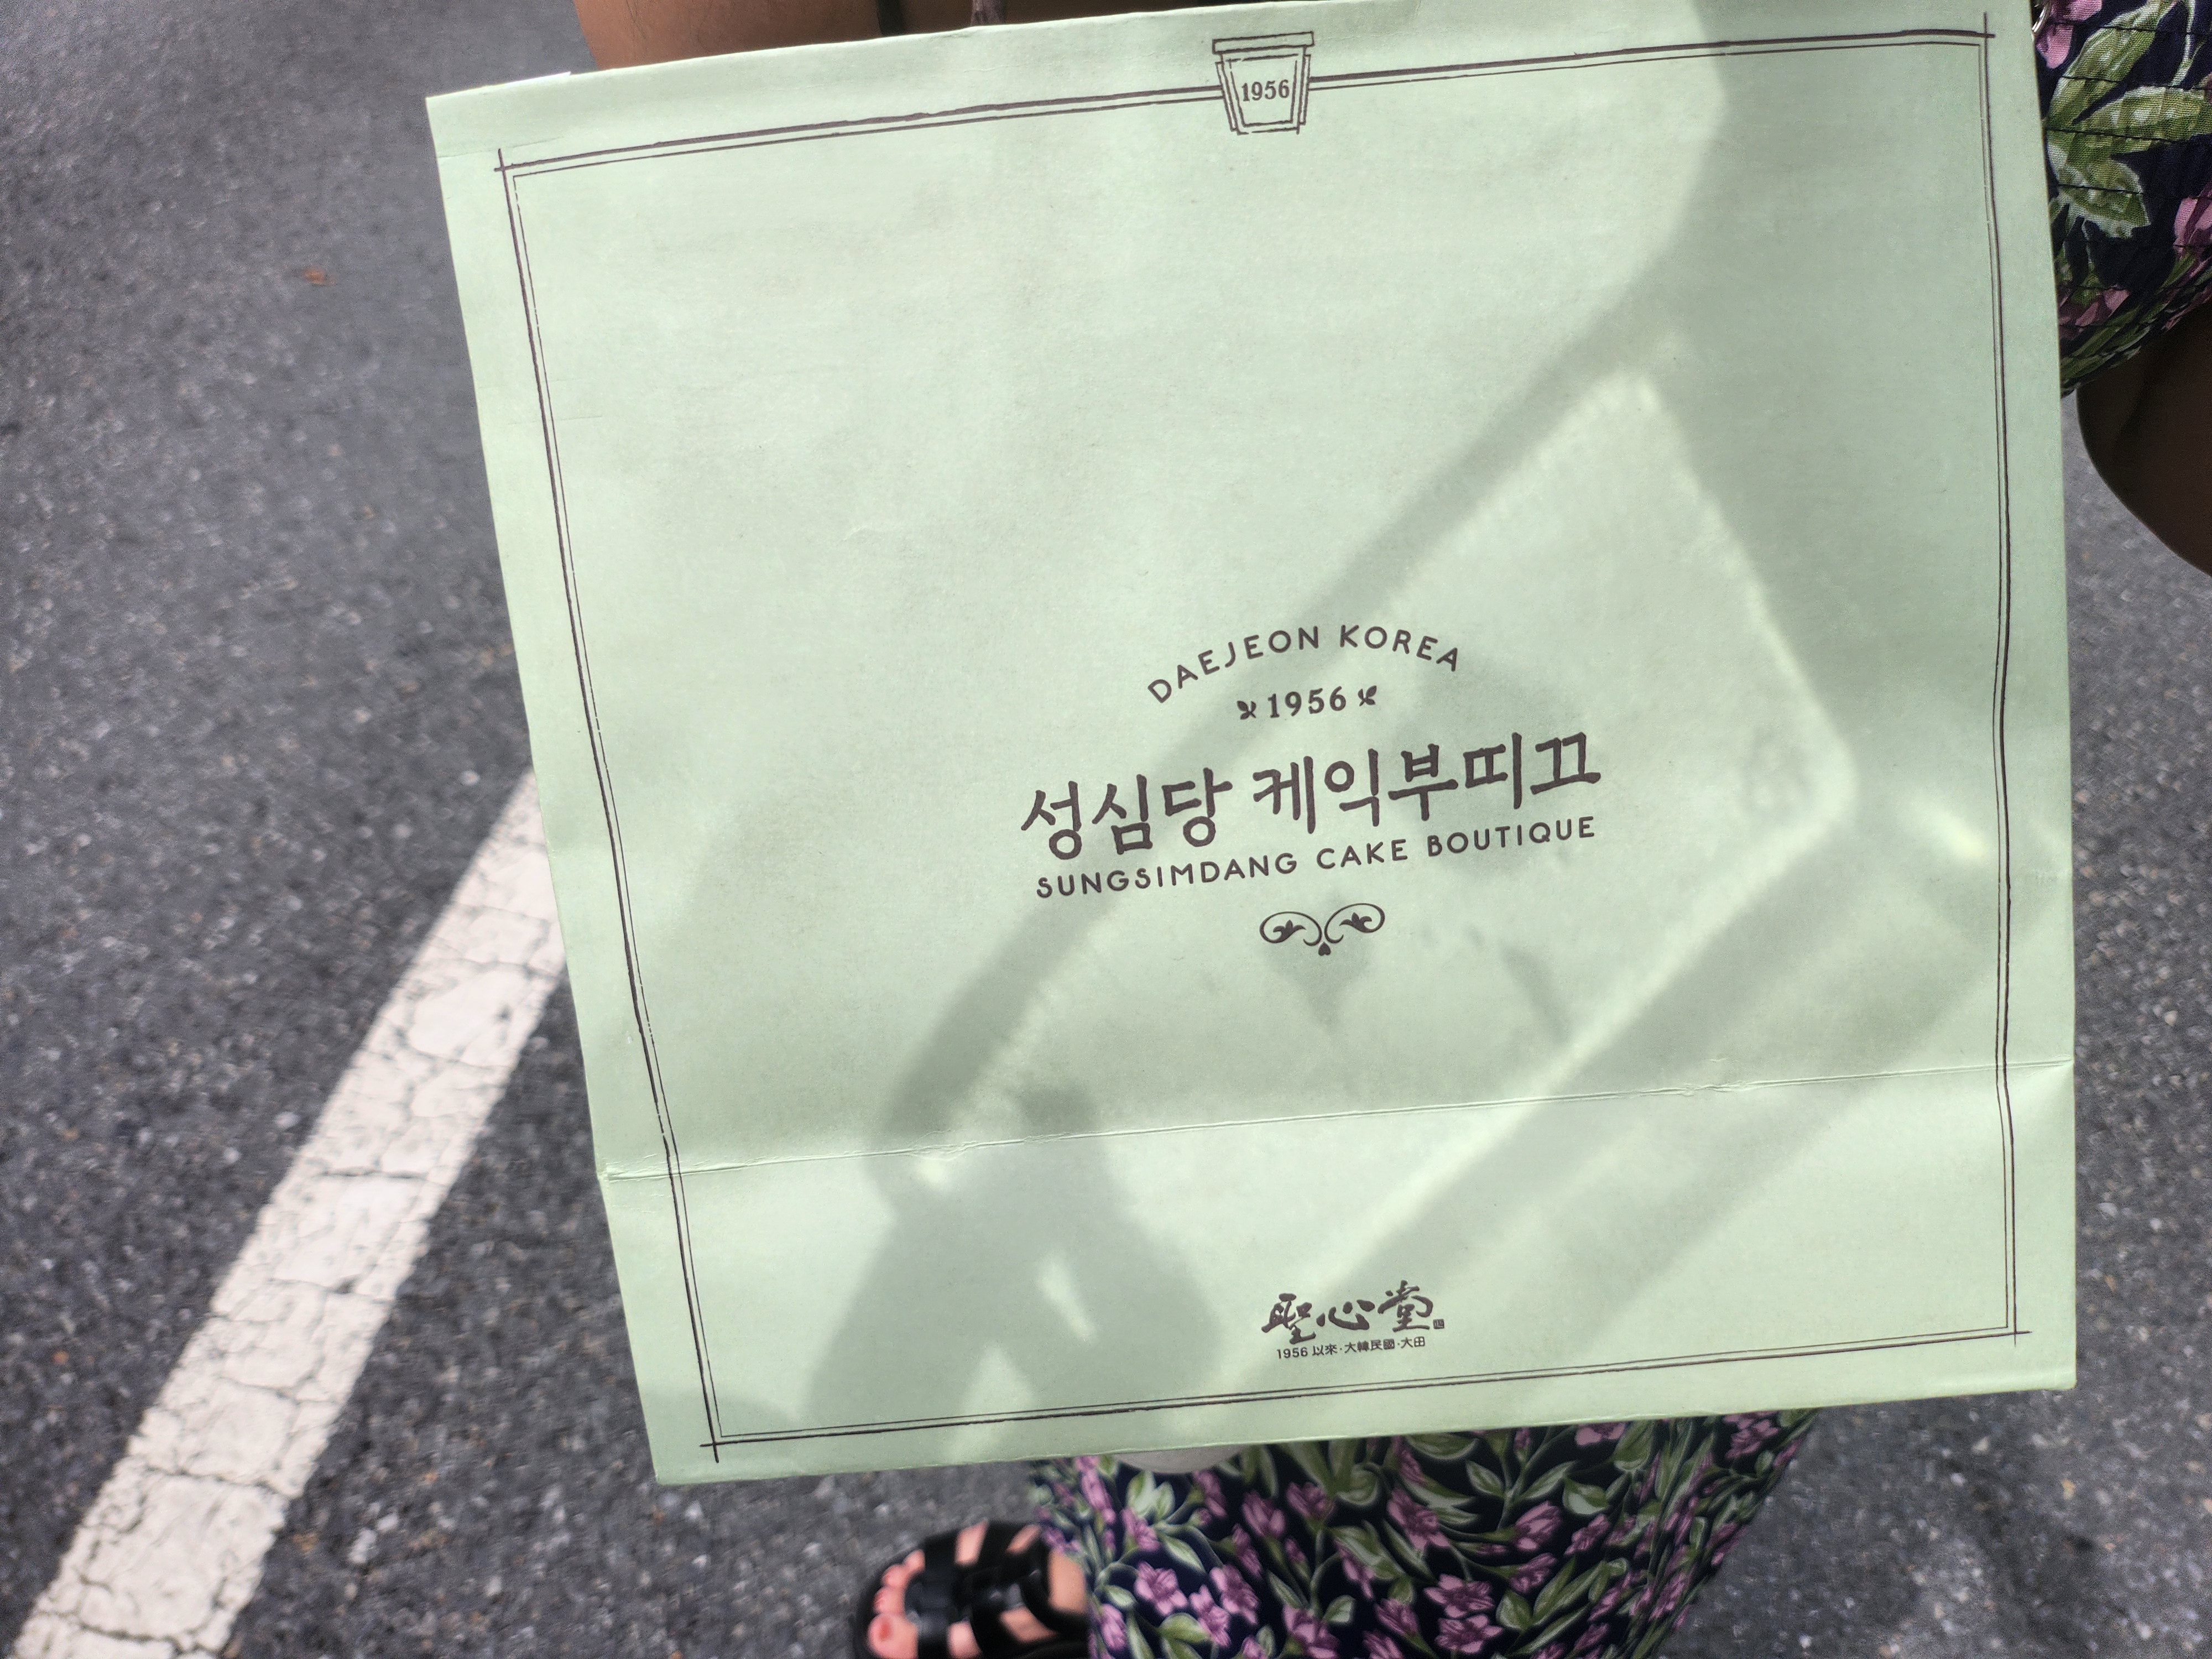 1956
DAEJEON KOREA
1956
성심당 케익부띠끄
SUNGSIMDANG CAKE BOUTIQUE
聖心堂
1956 以來·大韓民國·大田